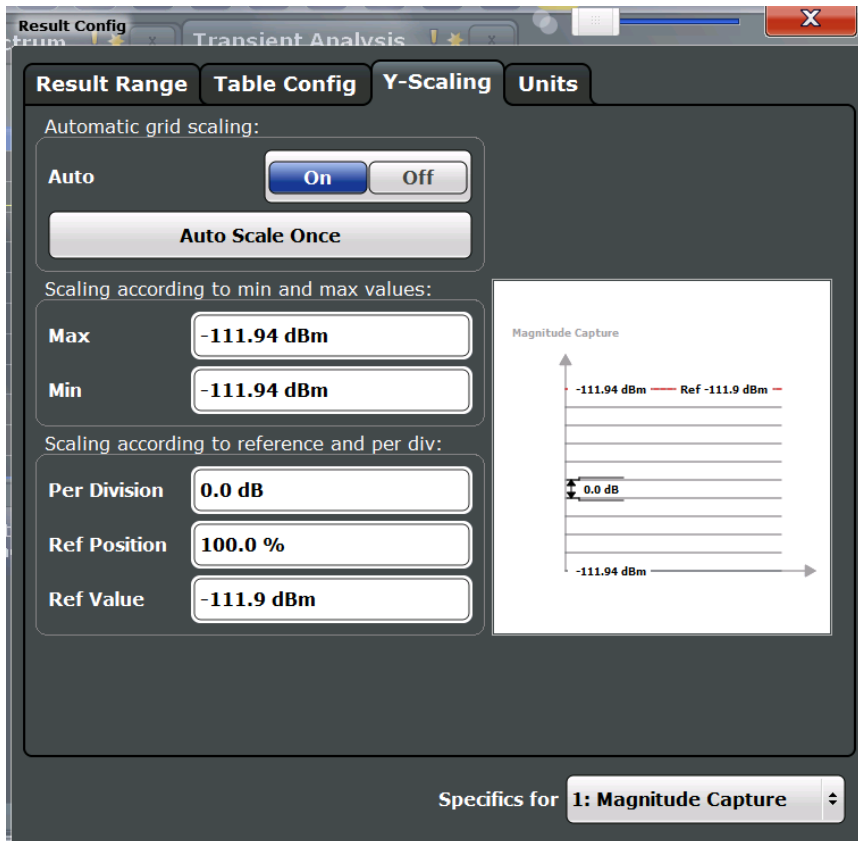 Result Config
Transient Analysis
Result Range Table Config Y-Scaling Units
Automatic grid scaling:
Auto On Off
Auto Scale Once
Scaling according to min and max values:
Max -111.94 dBm
Min -111.94 dBm
Scaling according to reference and per div:
Per Division 0.0 dB
Ref Position 100.0 %
Ref Value -111.9 dBm
Magnitude Capture
-111.94 dBm Ref -111.9 dBm
0.0 dB
-111.94 dBm
Specifics for 1: Magnitude Capture